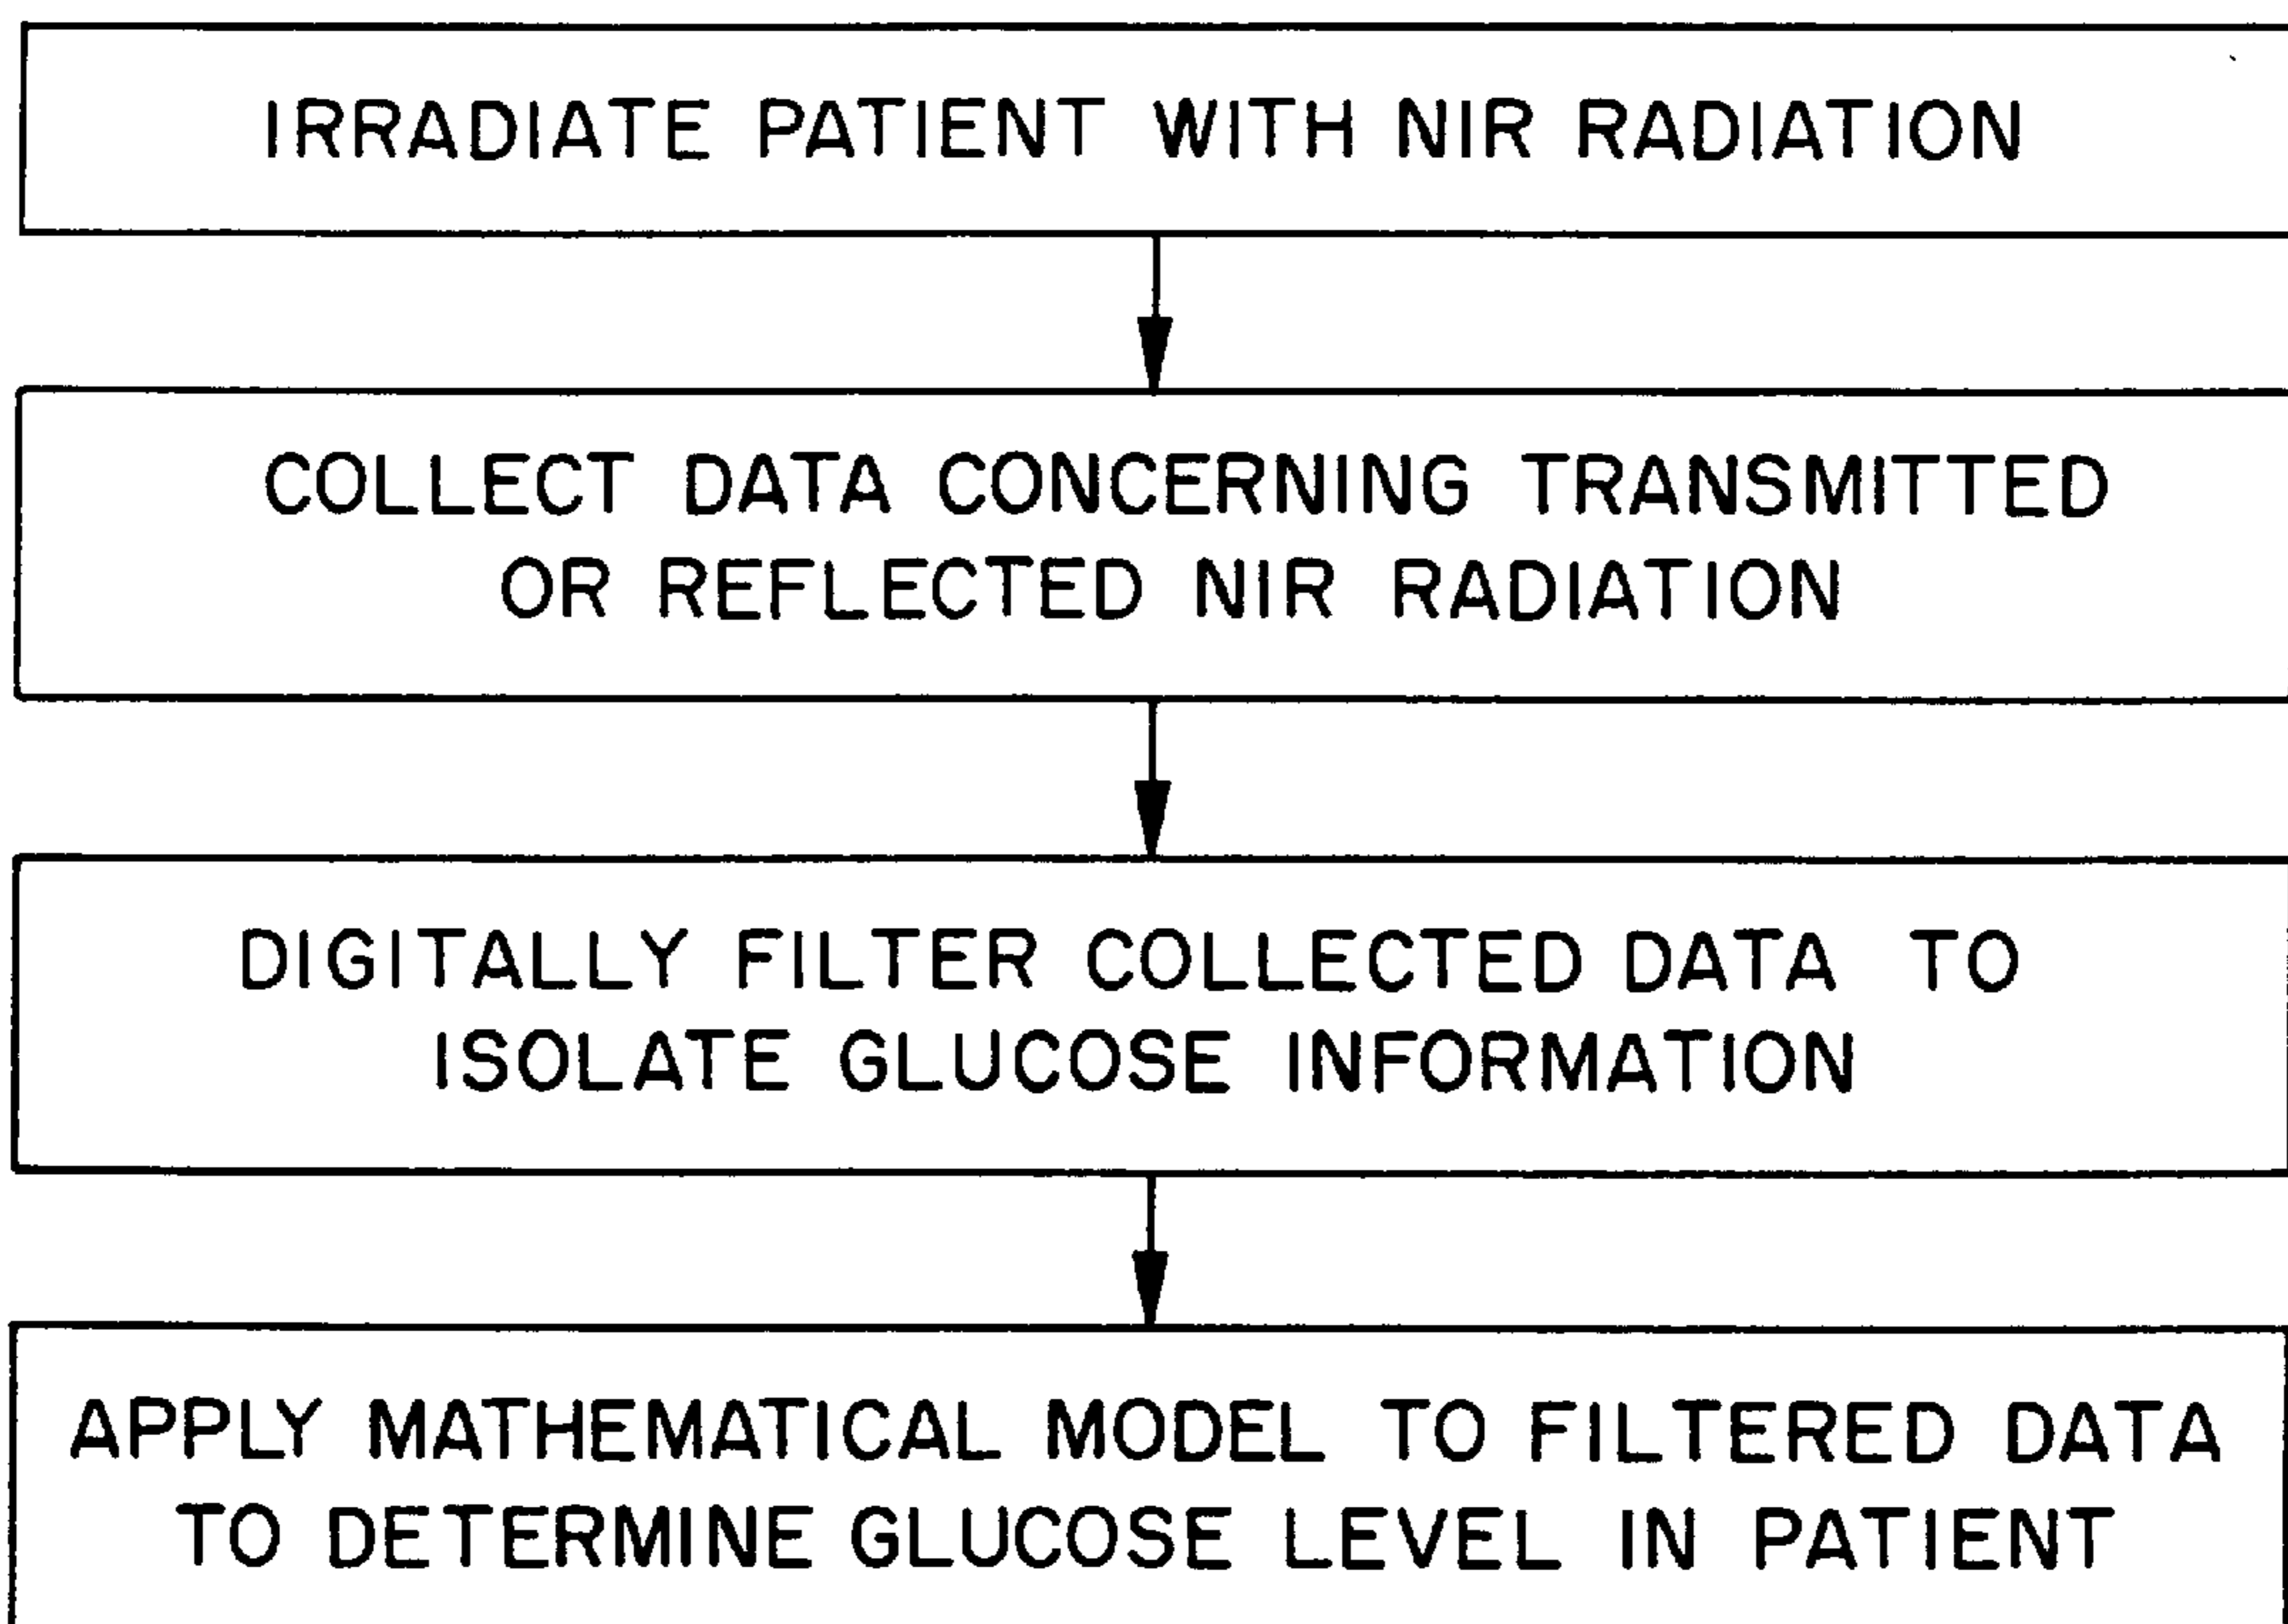 IRRADIATE PATIENT WITH NIR RADIATION
COLLECT DATA CONCERNING TRANSMITTED
OR REFLECTED NIR RADIATION
DIGITALLY FILTER COLLECTED DATA TO
ISOLATE GLUCOSE INFORMATION
APPLY MATHEMATICAL MODEL TO FILTERED DATA
TO DETERMINE GLUCOSE LEVEL IN PATIENT